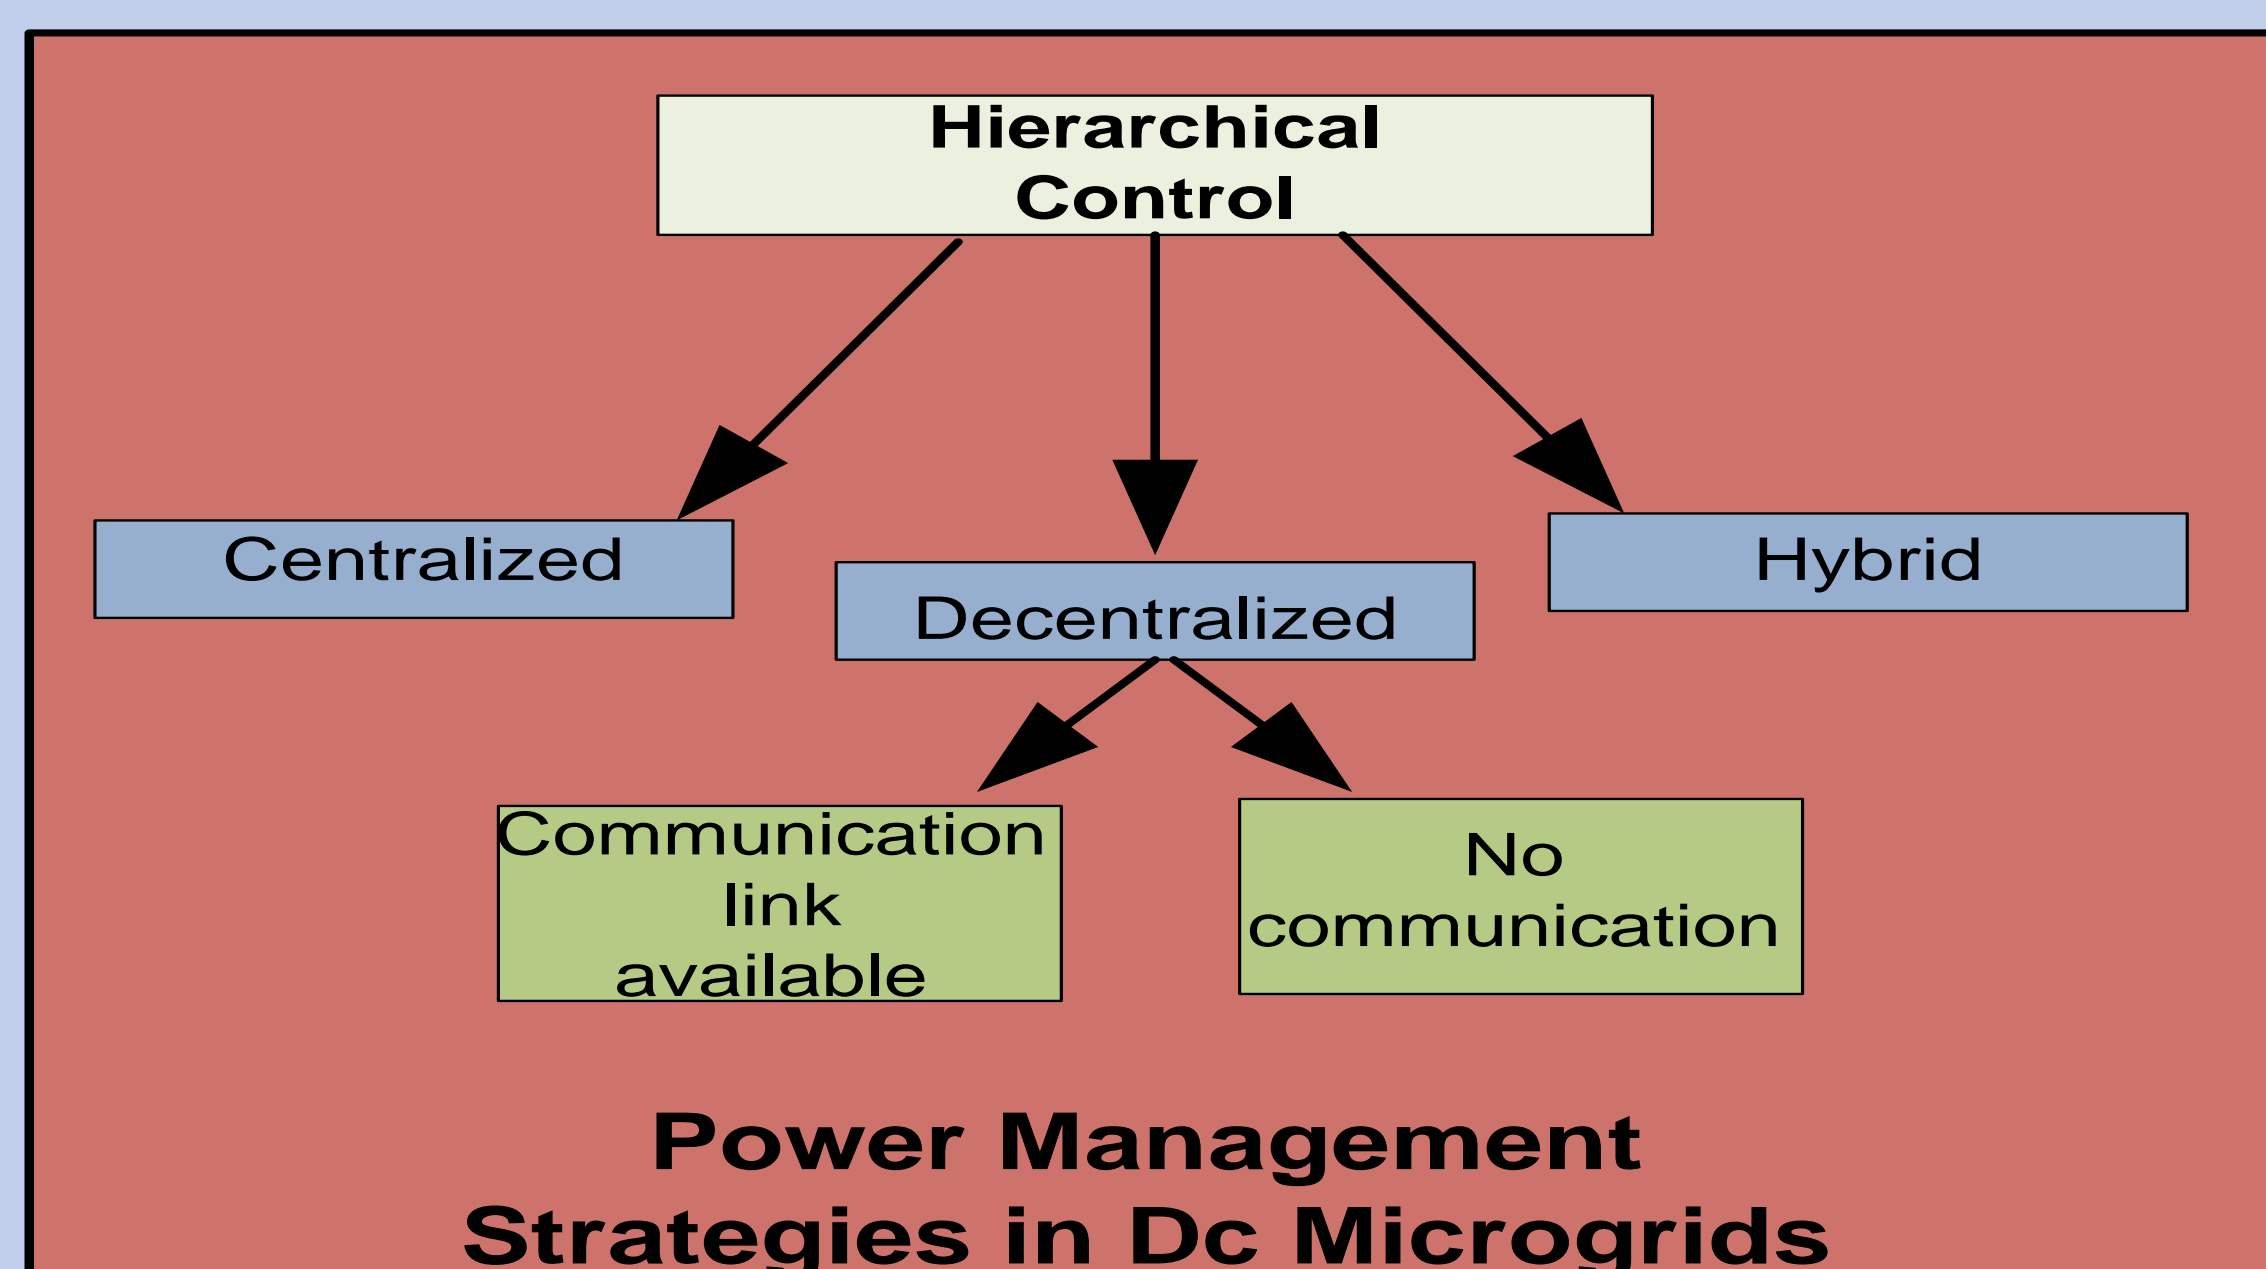 Hierarchical
Control
Centralized
Hybrid
Decentralized
Communication
link
available
No
communication
Power Management
Strategies in Dc Microgrids